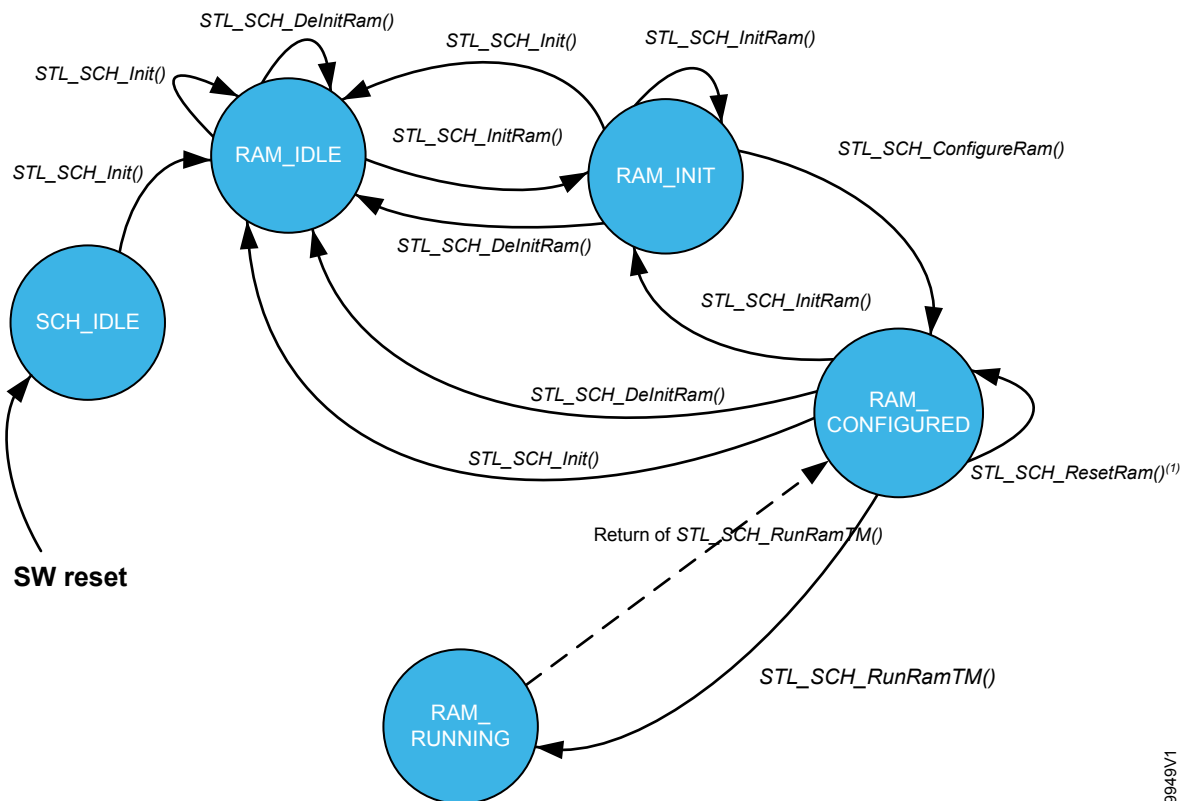 STL_SCH_DeInitRam()
STL_SCH_Init()
STL_SCH_InitRam()
STL_SCH_Init()
STL_SCH_InitRam()
STL_SCH_ConfigureRam()
RAM_IDLE
RAM_INIT
STL_SCH_Init()
STL_SCH_DeInitRam()
STL_SCH_InitRam()
SCH_IDLE
STL_SCH_DeInitRam()
RAM_
CONFIGURED
STL_SCH_Init()
STL_SCH_ResetRam()(1)
Return of STL_SCH_RunRamTM()
SW reset
STL_SCH_RunRamTM()
RAM_
RUNNING
9949V1